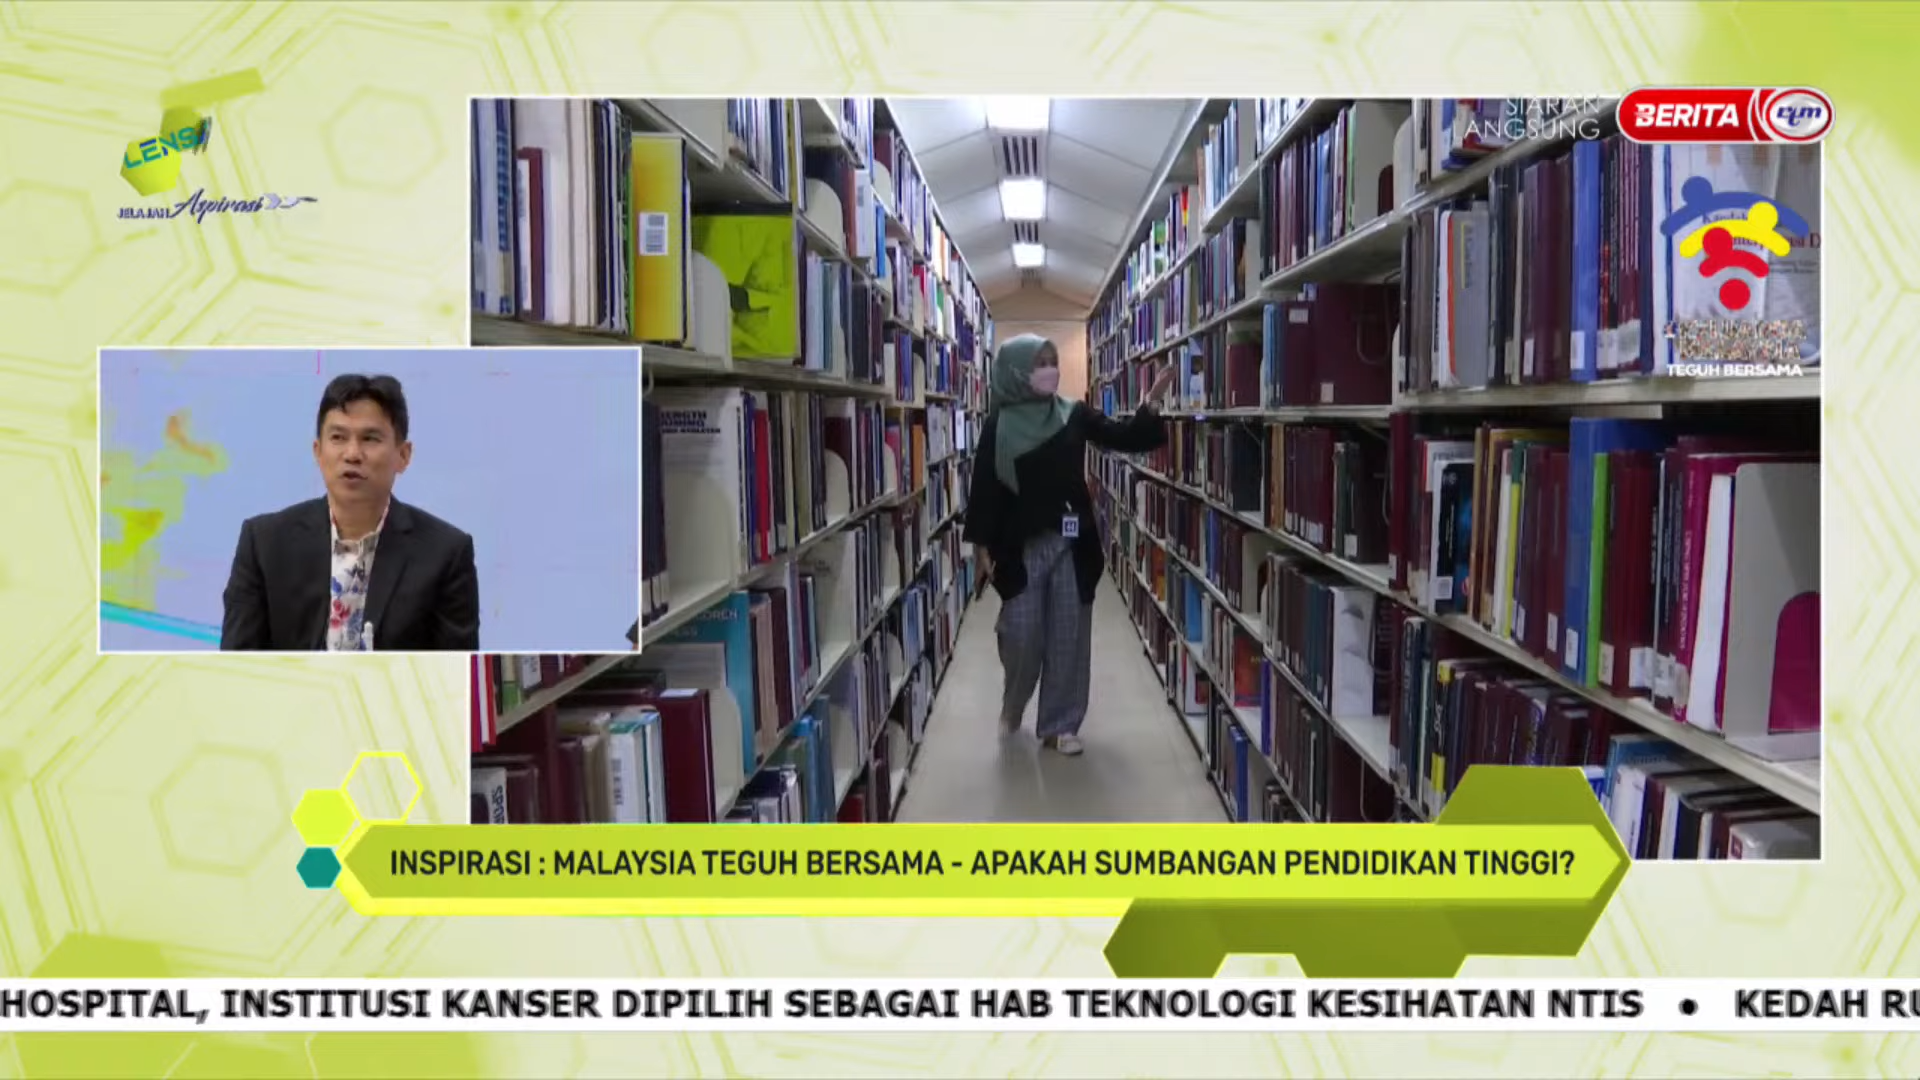 SIARAN
LANGSUNG
BERITA rtm
LENSA
JELAJAH Aspirasi
TEGUH BERSAMA
INSPIRASI : MALAYSIA TEGUH BERSAMA - APAKAH SUMBANGAN PENDIDIKAN TINGGI?
HOSPITAL, INSTITUSI KANSER DIPILIH SEBAGAI HAB TEKNOLOGI KESIHATAN NTIS • KEDAH RU